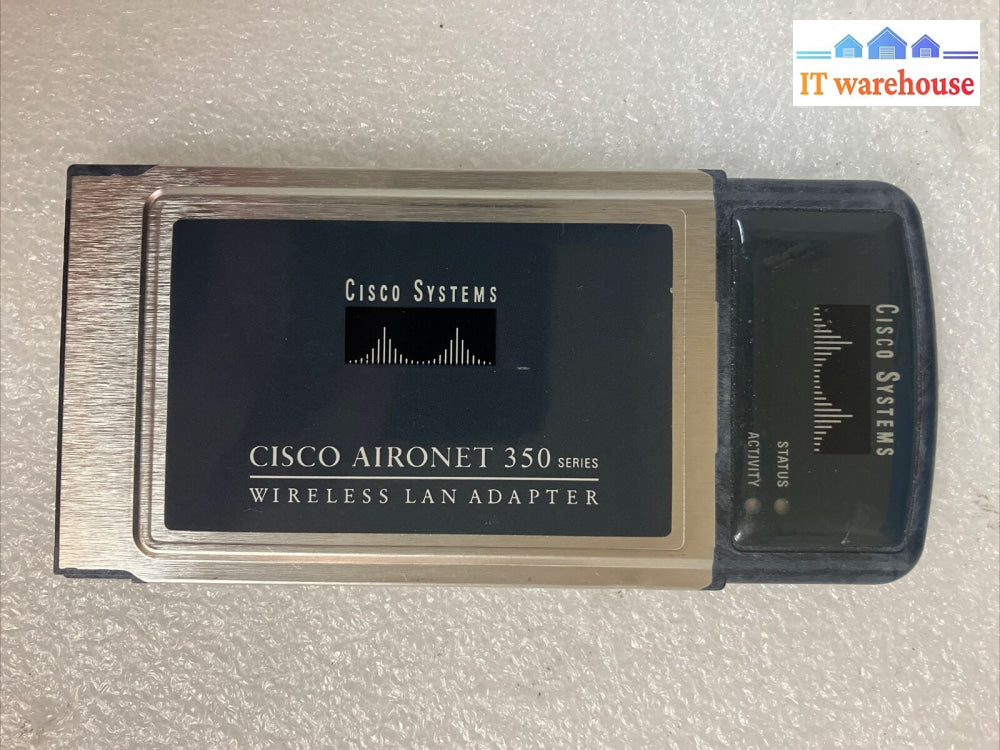 IT warehouse
CISCO SYSTEMS
CISCO AIRONET 350 SERIES
WIRELESS LAN ADAPTER
CISCO SYSTEMS
STATUS
ACTIVITY